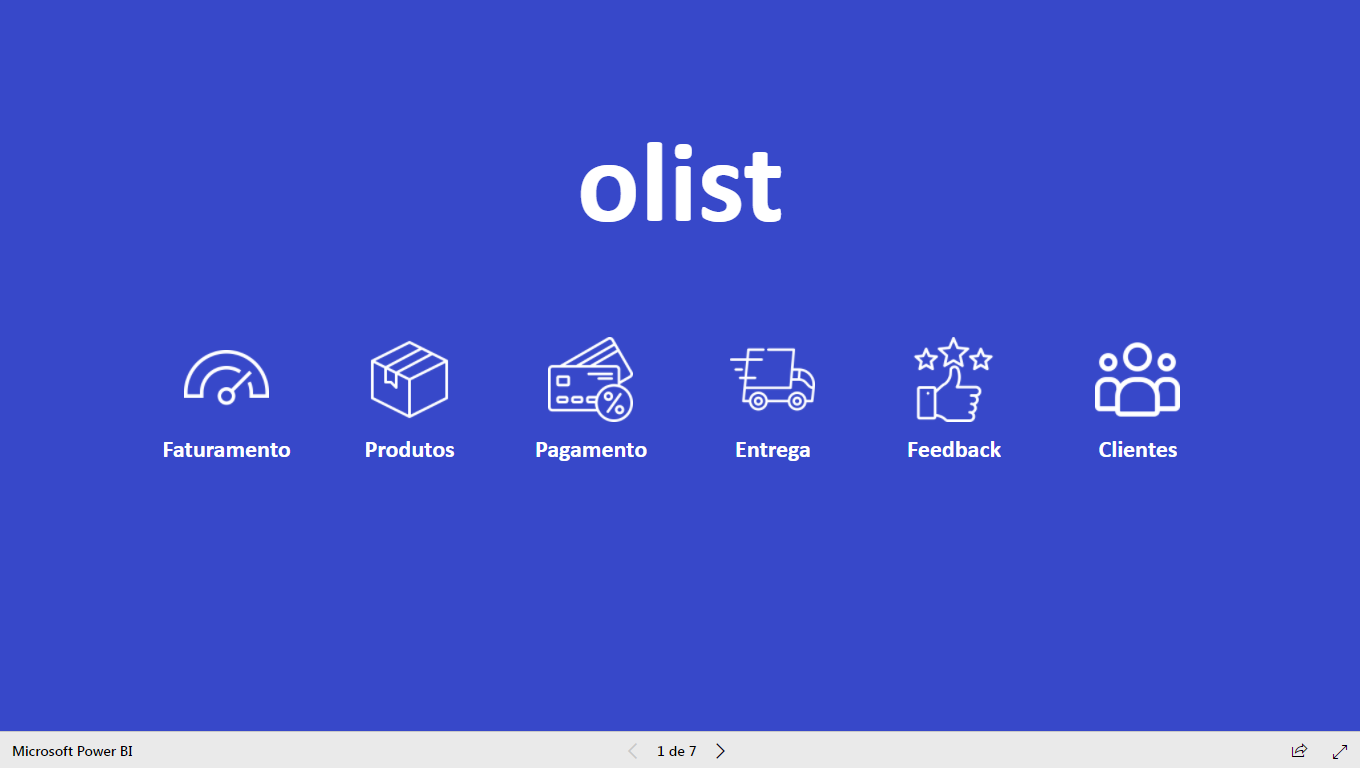 olist
Faturamento
Produtos
Pagamento
Entrega
Feedback
Clientes
Microsoft Power BI
1 de 7